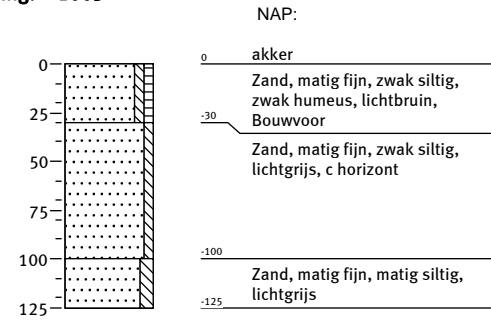 NAP:
0
25
50
75
100
125
0
akker
Zand, matig fijn, zwak siltig,
zwak humeus, lichtbruin,
Bouwvoor
-30
Zand, matig fijn, zwak siltig,
lichtgrijs, c horizont
-100
Zand, matig fijn, matig siltig,
lichtgrijs
-125